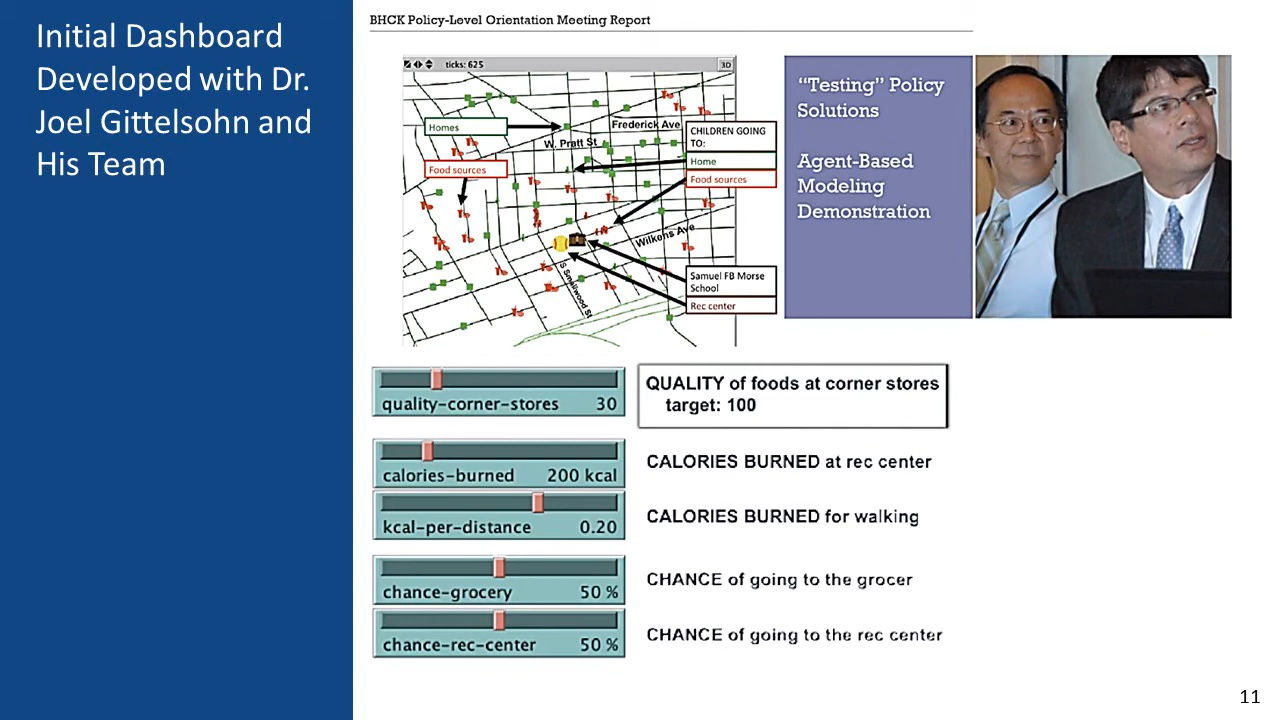 Initial Dashboard
Developed with Dr.
Joel Gittelsohn and
His Team
BHCK Policy-Level Orientation Meeting Report
ticks: 625
3D
Homes
Frederick Ave
W. Pratt St
Food sources
CHILDREN GOING
TO:
Home
Food sources
Wilkens Ave
S Smallwood St
Samuel FB Morse
School
Rec center
“Testing” Policy
Solutions
Agent-Based
Modeling
Demonstration
quality-corner-stores 30
QUALITY of foods at corner stores
target: 100
calories-burned 200 kcal
CALORIES BURNED at rec center
kcal-per-distance 0.20
CALORIES BURNED for walking
chance-grocery 50 %
CHANCE of going to the grocer
chance-rec-center 50 %
CHANCE of going to the rec center
11